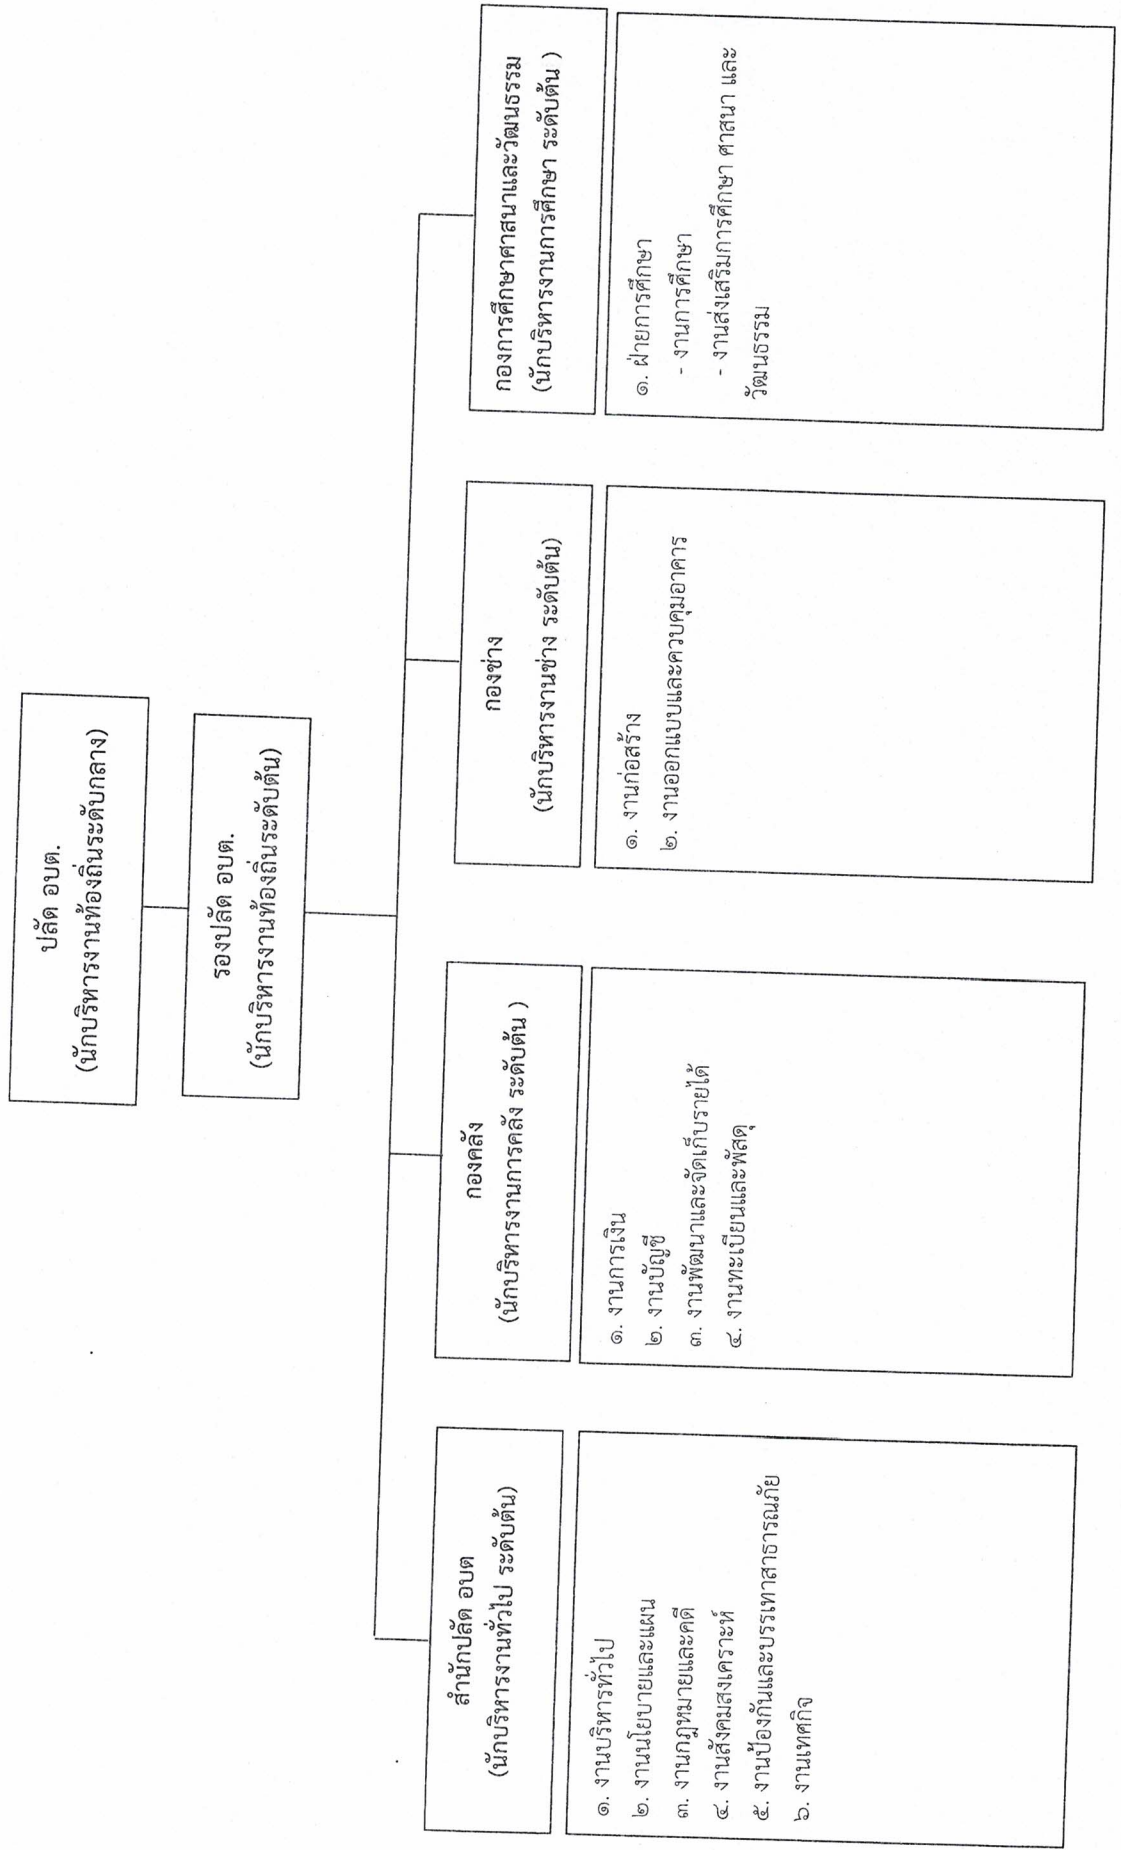 ปลัด อบต.
(นักบริหารงานท้องถิ่นระดับกลาง)
รองปลัด อบต.
(นักบริหารงานท้องถิ่นระดับต้น)
สำนักปลัด อบต
(นักบริหารงานทั่วไป ระดับต้น)
๑. งานบริหารทั่วไป
๒. งานนโยบายและแผน
๓. งานกฎหมายและคดี
๔. งานสังคมสงเคราะห์
๕. งานป้องกันและบรรเทาสาธารณภัย
๖. งานเทศกิจ
กองคลัง
(นักบริหารงานการคลัง ระดับต้น )
๑. งานการเงิน
๒. งานบัญชี
๓. งานพัฒนาและจัดเก็บรายได้
๔. งานทะเบียนและพัสดุ
กองช่าง
(นักบริหารงานช่าง ระดับต้น)
๑. งานก่อสร้าง
๒. งานออกแบบและควบคุมอาคาร
กองการศึกษาศาสนาและวัฒนธรรม
(นักบริหารงานการศึกษา ระดับต้น )
๑. ฝ่ายการศึกษา
- งานการศึกษา
- งานส่งเสริมการศึกษา ศาสนา และ
วัฒนธรรม